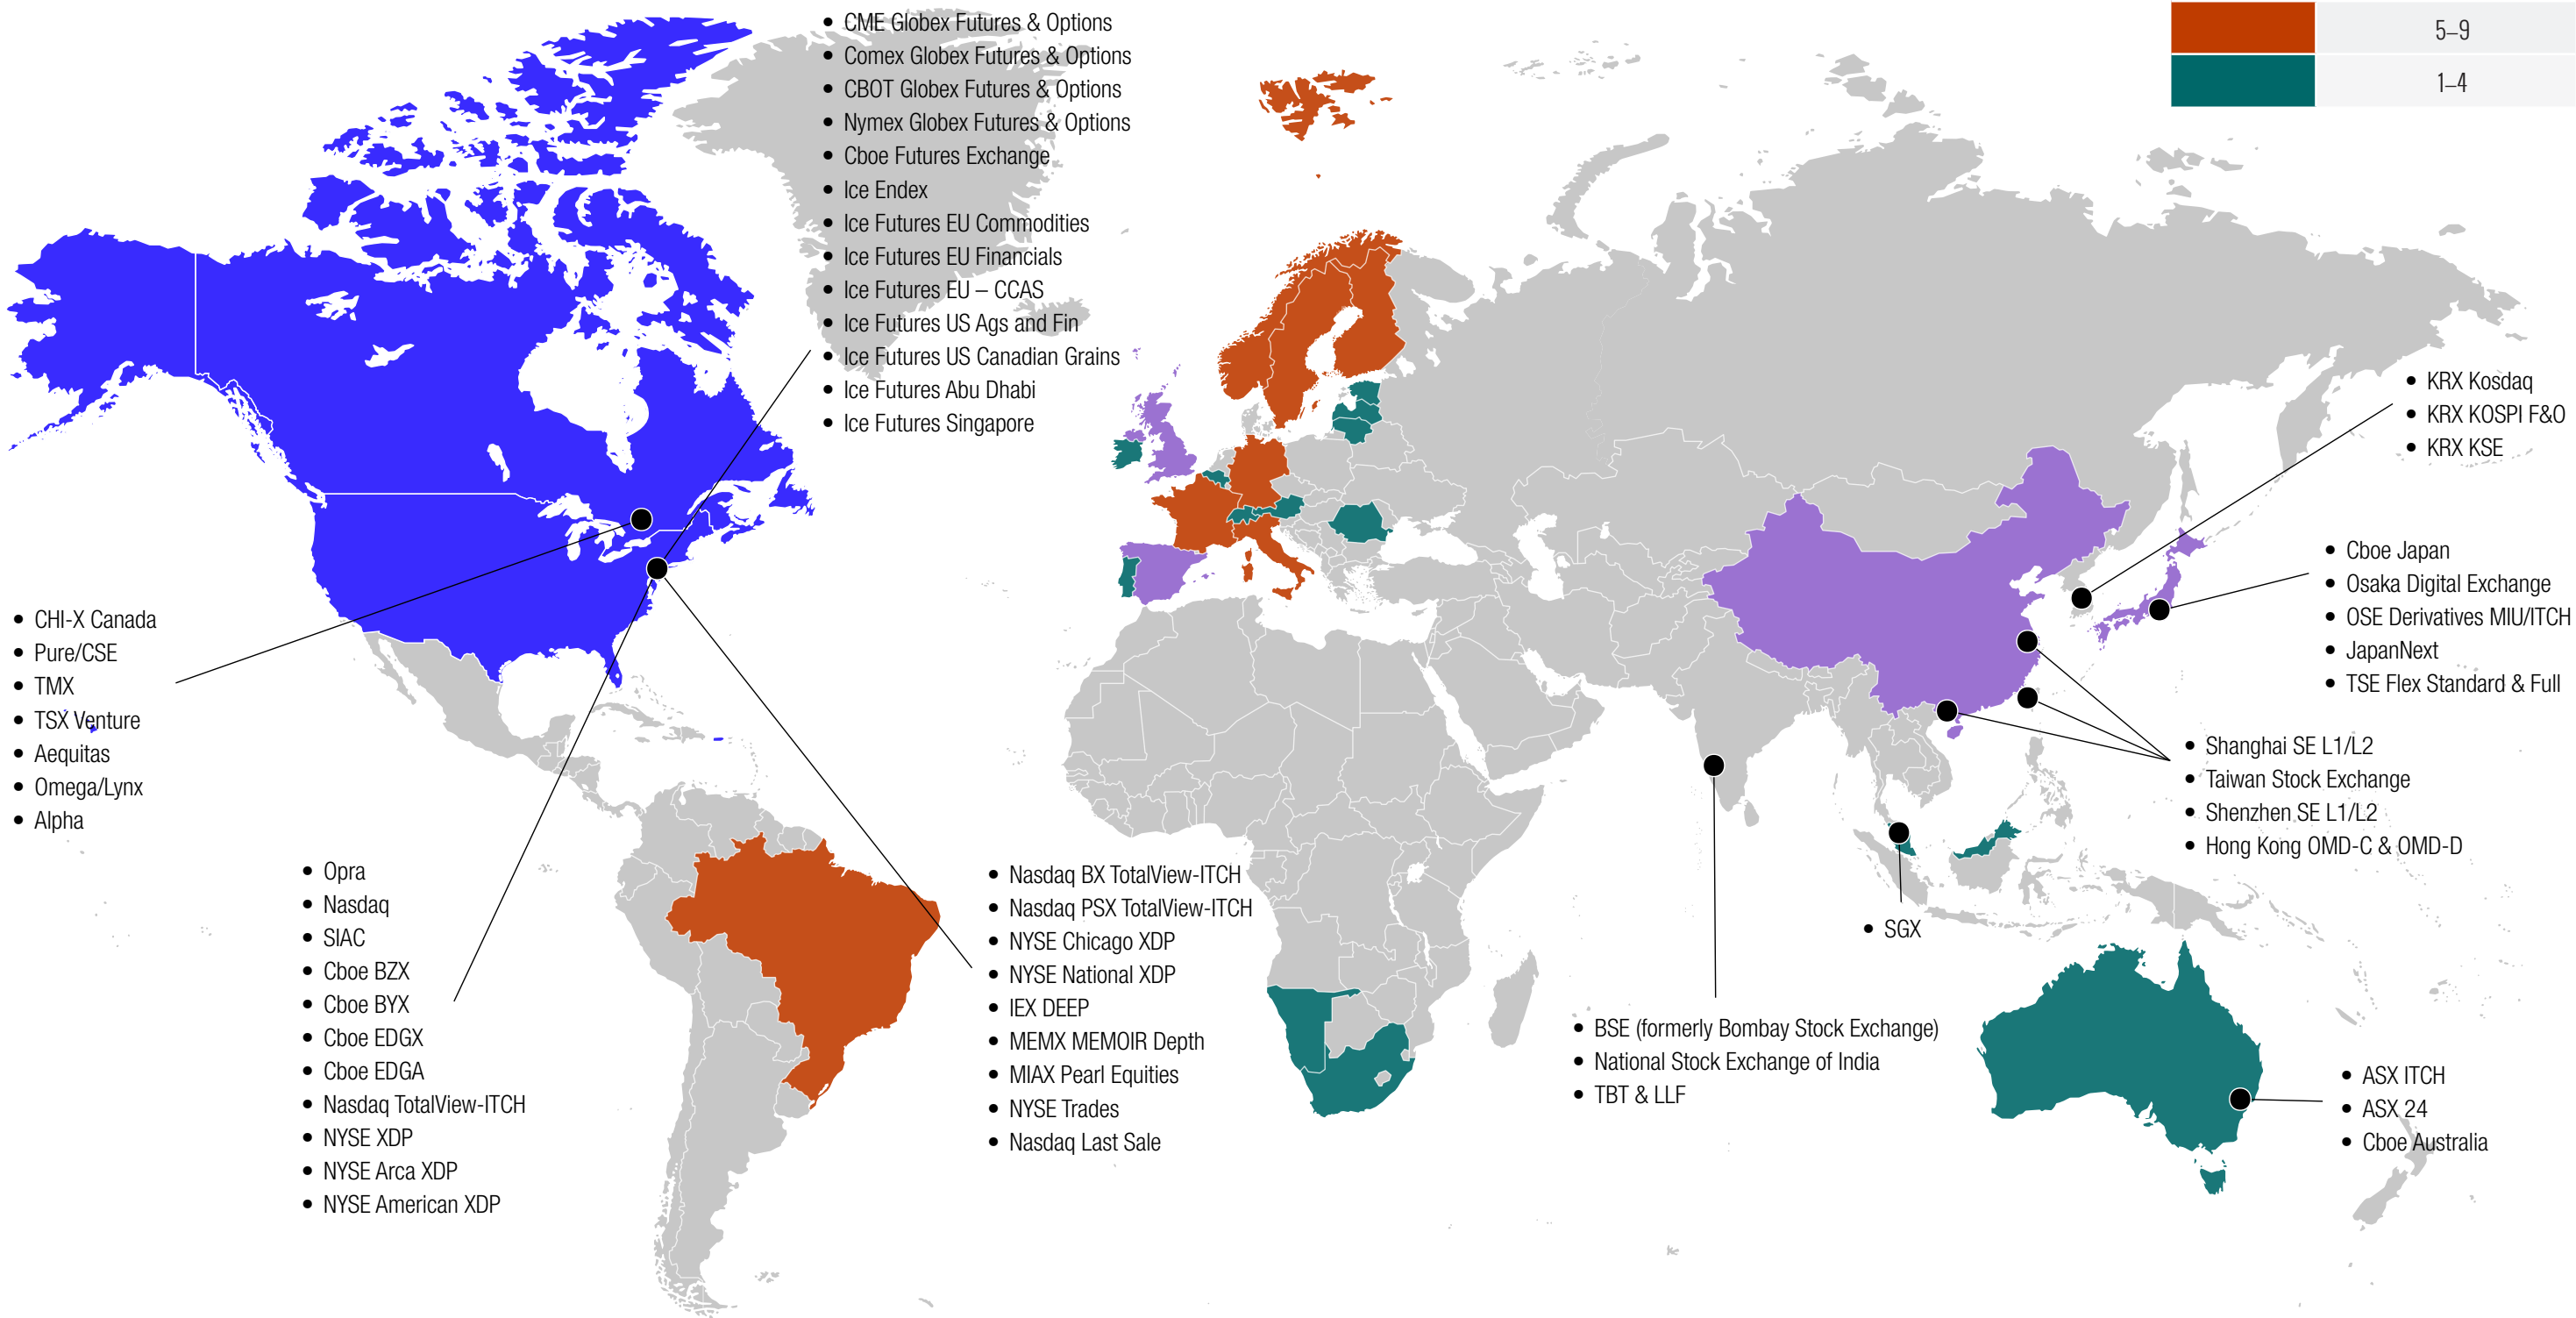 5–9
1–4
• CME Globex Futures & Options
• Comex Globex Futures & Options
• CBOT Globex Futures & Options
• Nymex Globex Futures & Options
• Cboe Futures Exchange
• Ice Endex
• Ice Futures EU Commodities
• Ice Futures EU Financials
• Ice Futures EU – CCAS
• Ice Futures US Ags and Fin
• Ice Futures US Canadian Grains
• Ice Futures Abu Dhabi
• Ice Futures Singapore
• KRX Kosdaq
• KRX KOSPI F&O
• KRX KSE
• Cboe Japan
• Osaka Digital Exchange
• OSE Derivatives MIU/ITCH
• JapanNext
• TSE Flex Standard & Full
• CHI-X Canada
• Pure/CSE
• TMX
• TSX Venture
• Aequitas
• Omega/Lynx
• Alpha
• Shanghai SE L1/L2
• Taiwan Stock Exchange
• Shenzhen SE L1/L2
• Hong Kong OMD-C & OMD-D
• Opra
• Nasdaq
• SIAC
• Cboe BZX
• Cboe BYX
• Cboe EDGX
• Cboe EDGA
• Nasdaq TotalView-ITCH
• NYSE XDP
• NYSE Arca XDP
• NYSE American XDP
• Nasdaq BX TotalView-ITCH
• Nasdaq PSX TotalView-ITCH
• NYSE Chicago XDP
• NYSE National XDP
• IEX DEEP
• MEMX MEMOIR Depth
• MIAX Pearl Equities
• NYSE Trades
• Nasdaq Last Sale
• SGX
• BSE (formerly Bombay Stock Exchange)
• National Stock Exchange of India
• TBT & LLF
• ASX ITCH
• ASX 24
• Cboe Australia